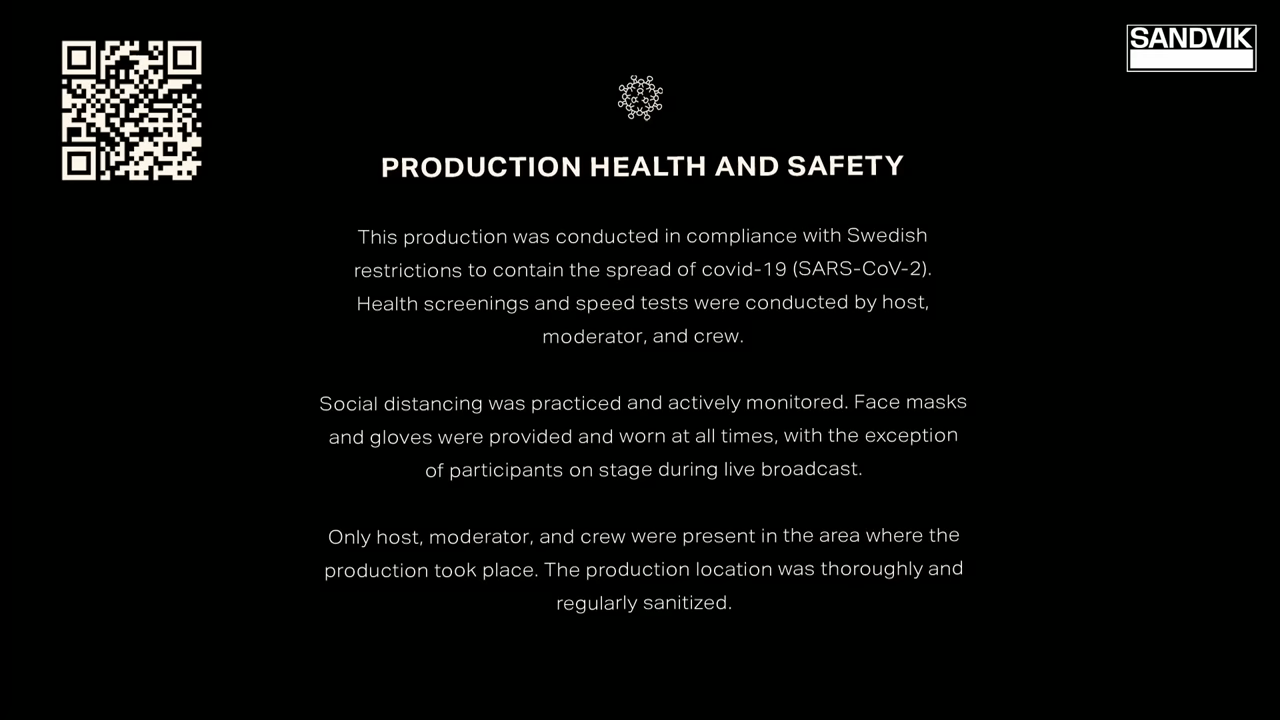 SANDVIK
PRODUCTION HEALTH AND SAFETY
This production was conducted in compliance with Swedish
restrictions to contain the spread of covid-19 (SARS-CoV-2).
Health screenings and speed tests were conducted by host,
moderator, and crew.
Social distancing was practiced and actively monitored. Face masks
and gloves were provided and worn at all times, with the exception
of participants on stage during live broadcast.
Only host, moderator, and crew were present in the area where the
production took place. The production location was thoroughly and
regularly sanitized.